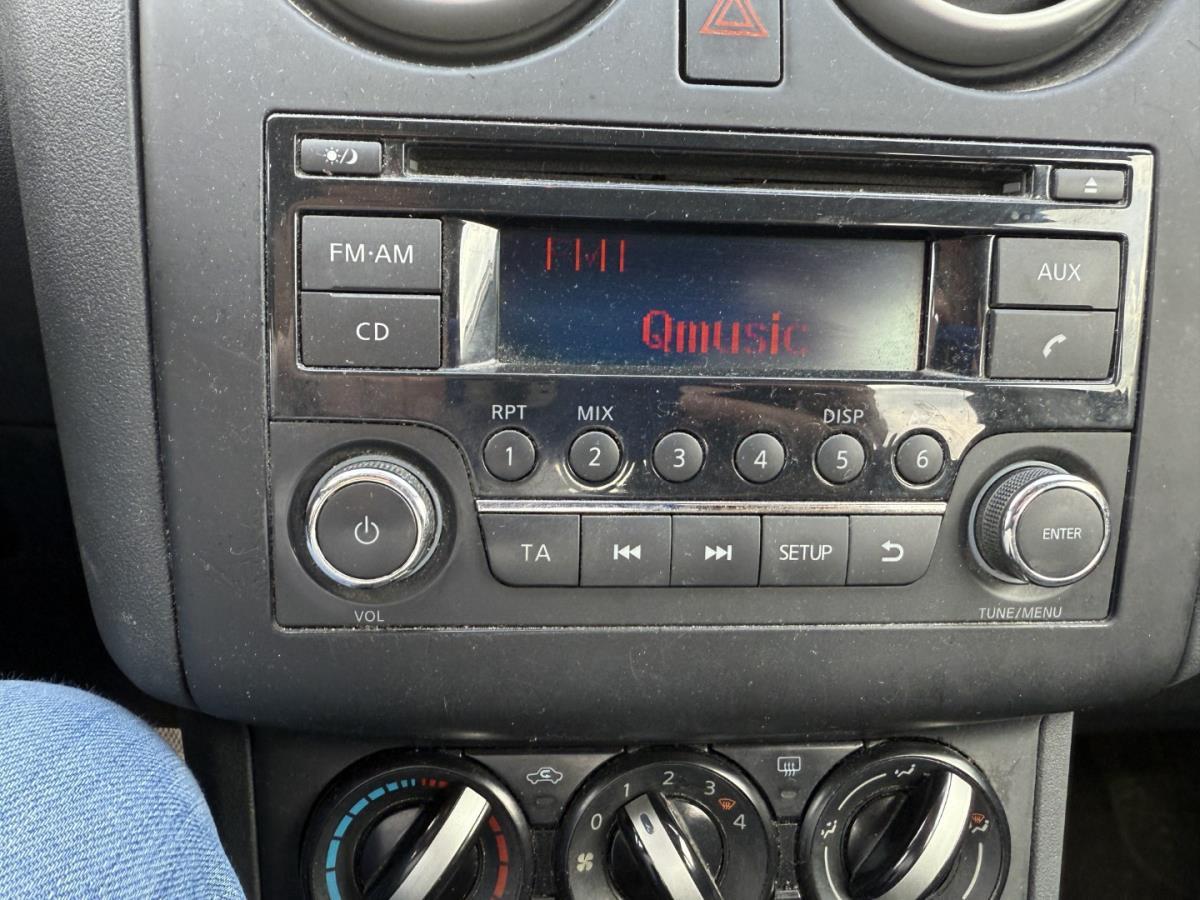 FM·AM
CD
FM1
Qmusic
AUX
RPT
MIX
DISP
1
2
3
4
5
6
TA
SETUP
ENTER
VOL
TUNE/MENU
0
1
2
3
4